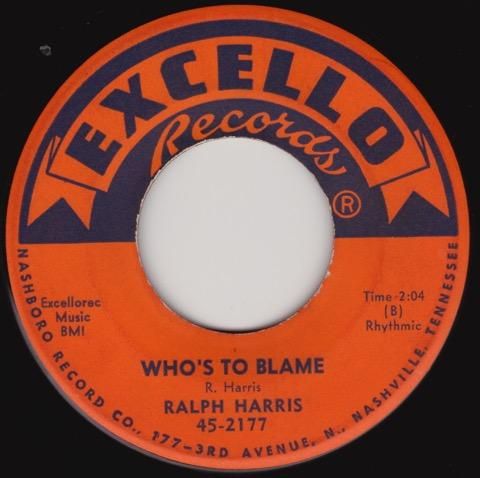 EXCELLO
Records
®
Excellorec
Music
BMI
Time 2:04
(B)
Rhythmic
WHO'S TO BLAME
R. Harris
RALPH HARRIS
45-2177
NASHBORO RECORD CO., 177-3RD AVENUE, N., NASHVILLE, TENNESSEE